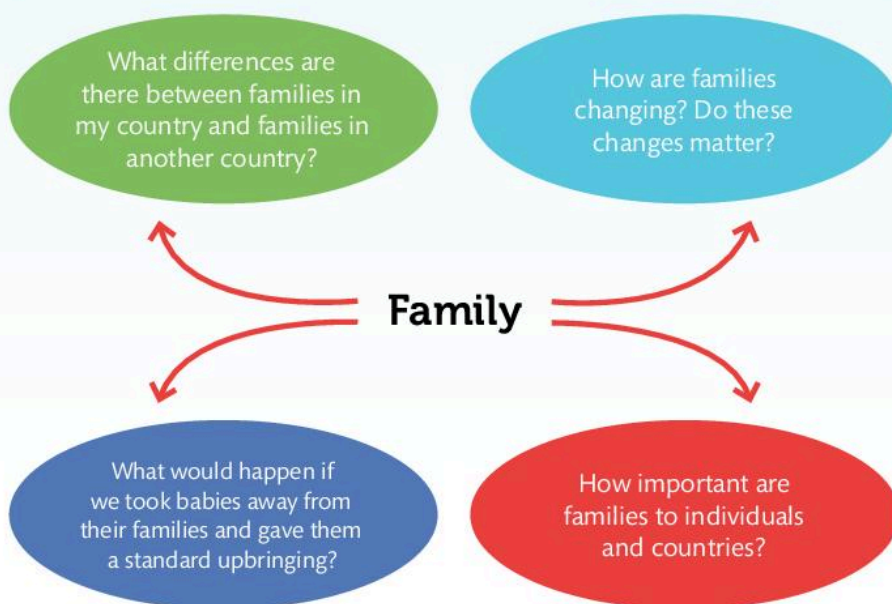 What differences are
there between families in
my country and families in
another country?
How are families
changing? Do these
changes matter?
Family
What would happen if
we took babies away from
their families and gave them
a standard upbringing?
How important are
families to individuals
and countries?